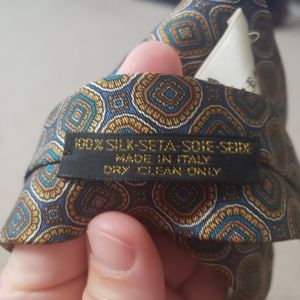 100% SILK-SETA-SOIE-SEIDE
MADE IN ITALY
DRY CLEAN ONLY